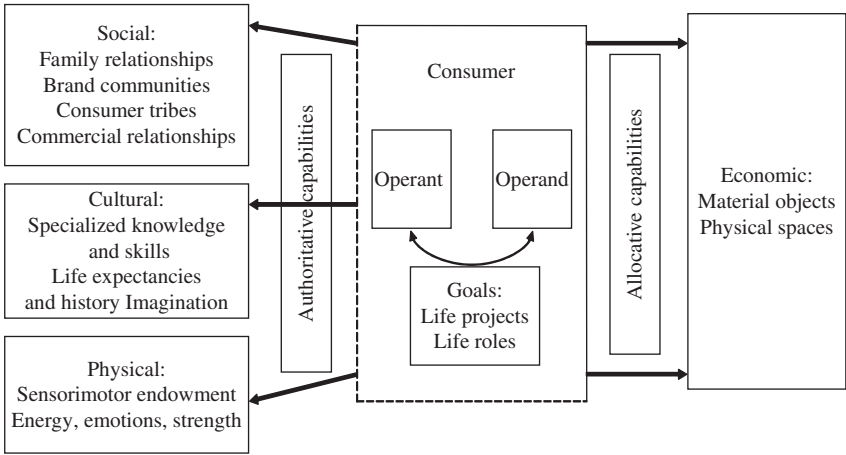 Social:
Family relationships
Brand communities
Consumer tribes
Commercial relationships
Cultural:
Specialized knowledge
and skills
Life expectancies
and history Imagination
Physical:
Sensorimotor endowment
Energy, emotions, strength
Authoritative capabilities
Consumer
Operant
Operand
Goals:
Life projects
Life roles
Allocative capabilities
Economic:
Material objects
Physical spaces